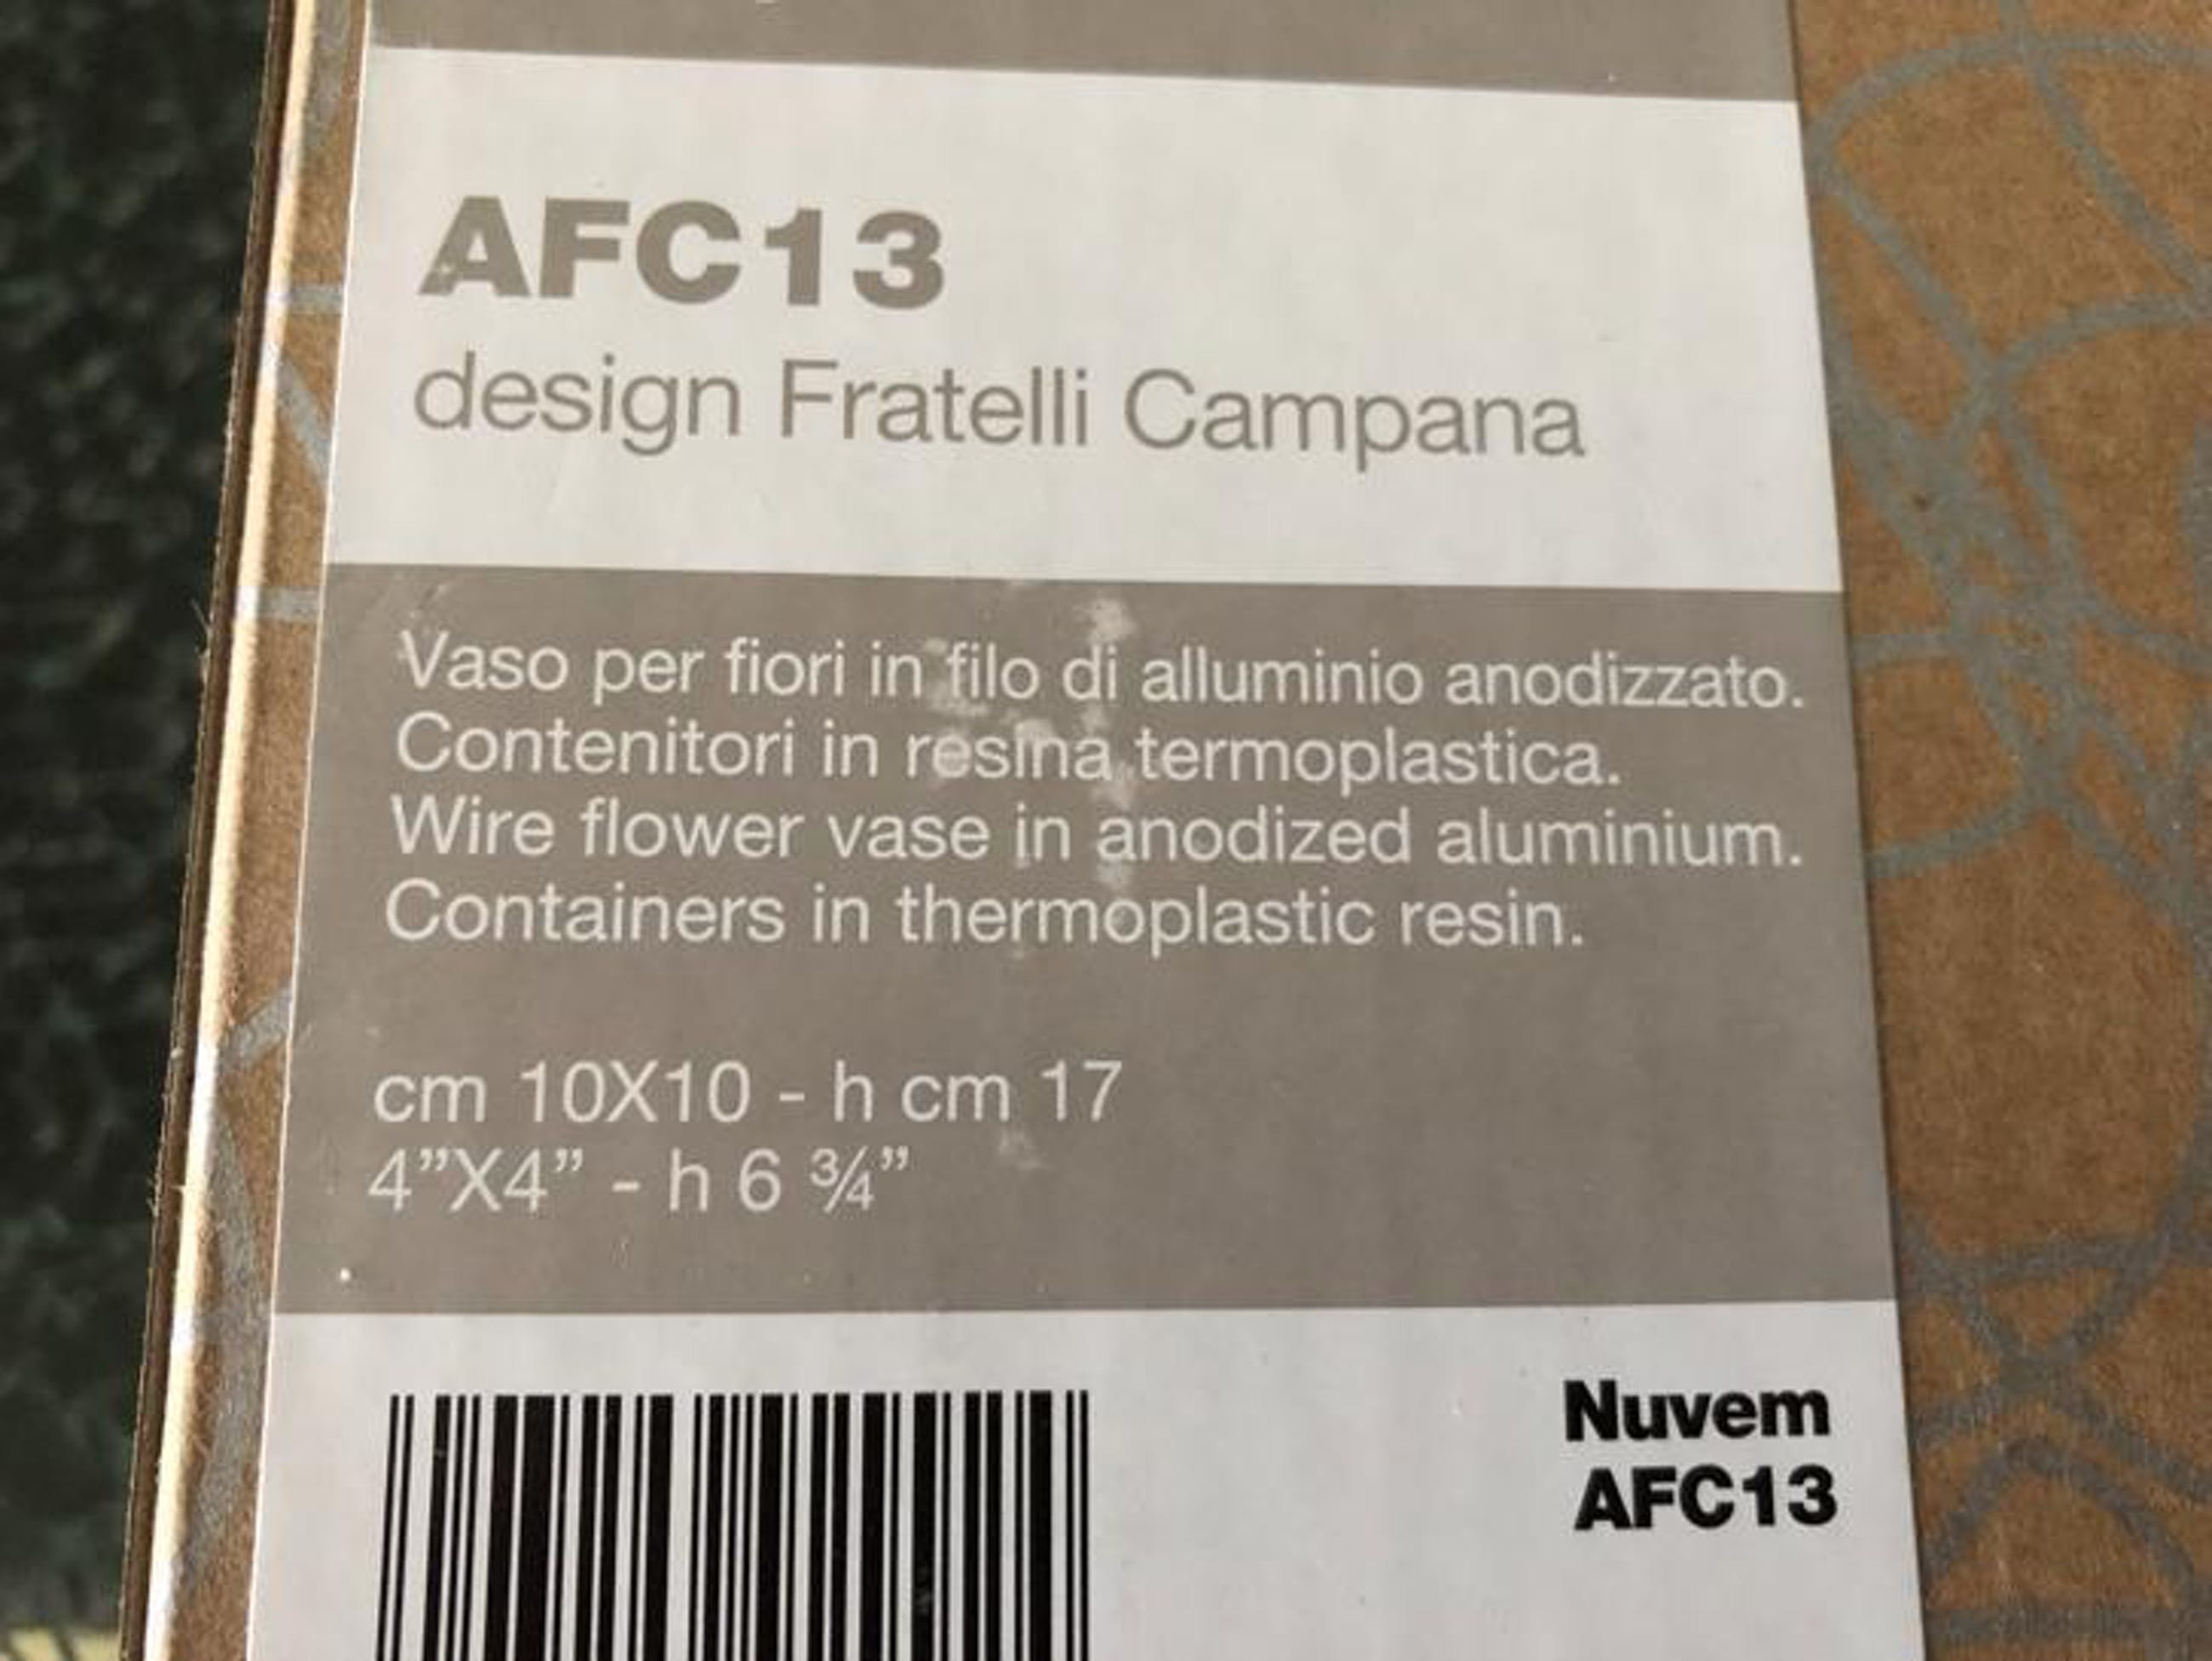 AFC13
design Fratelli Campana
Vaso per fiori in filo di alluminio anodizzato.
Contenitori in resina termoplastica.
Wire flower vase in anodized aluminium.
Containers in thermoplastic resin.
cm 10X10 - h cm 17
4”X4” - h 6 ¾”
Nuvem
AFC13